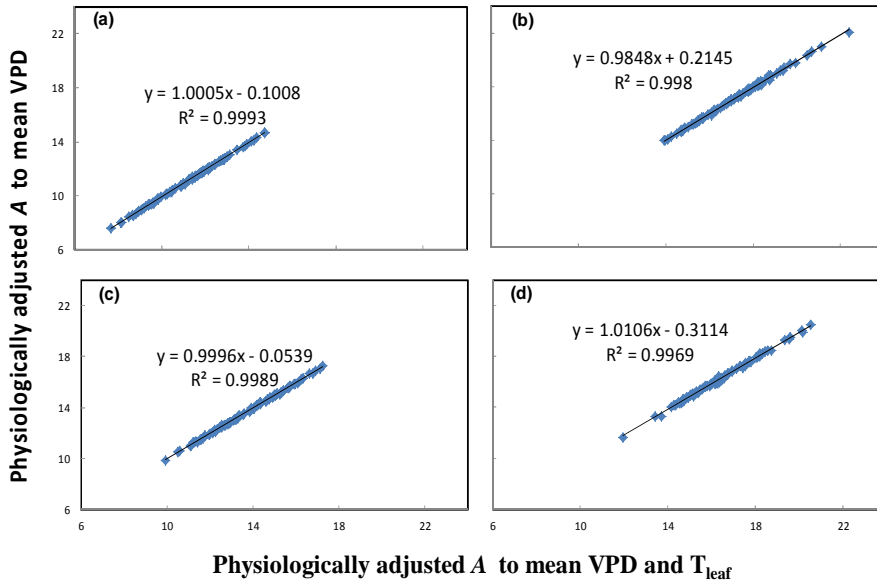 Physiologically adjusted A to mean VPD
(a)
y = 1.0005x - 0.1008
R² = 0.9993
22
18
14
10
6
(b)
y = 0.9848x + 0.2145
R² = 0.998
(c)
y = 0.9996x - 0.0539
R² = 0.9989
22
18
14
10
6
6 10 14 18 22
(d)
y = 1.0106x - 0.3114
R² = 0.9969
6 10 14 18 22
Physiologically adjusted A to mean VPD and Tleaf